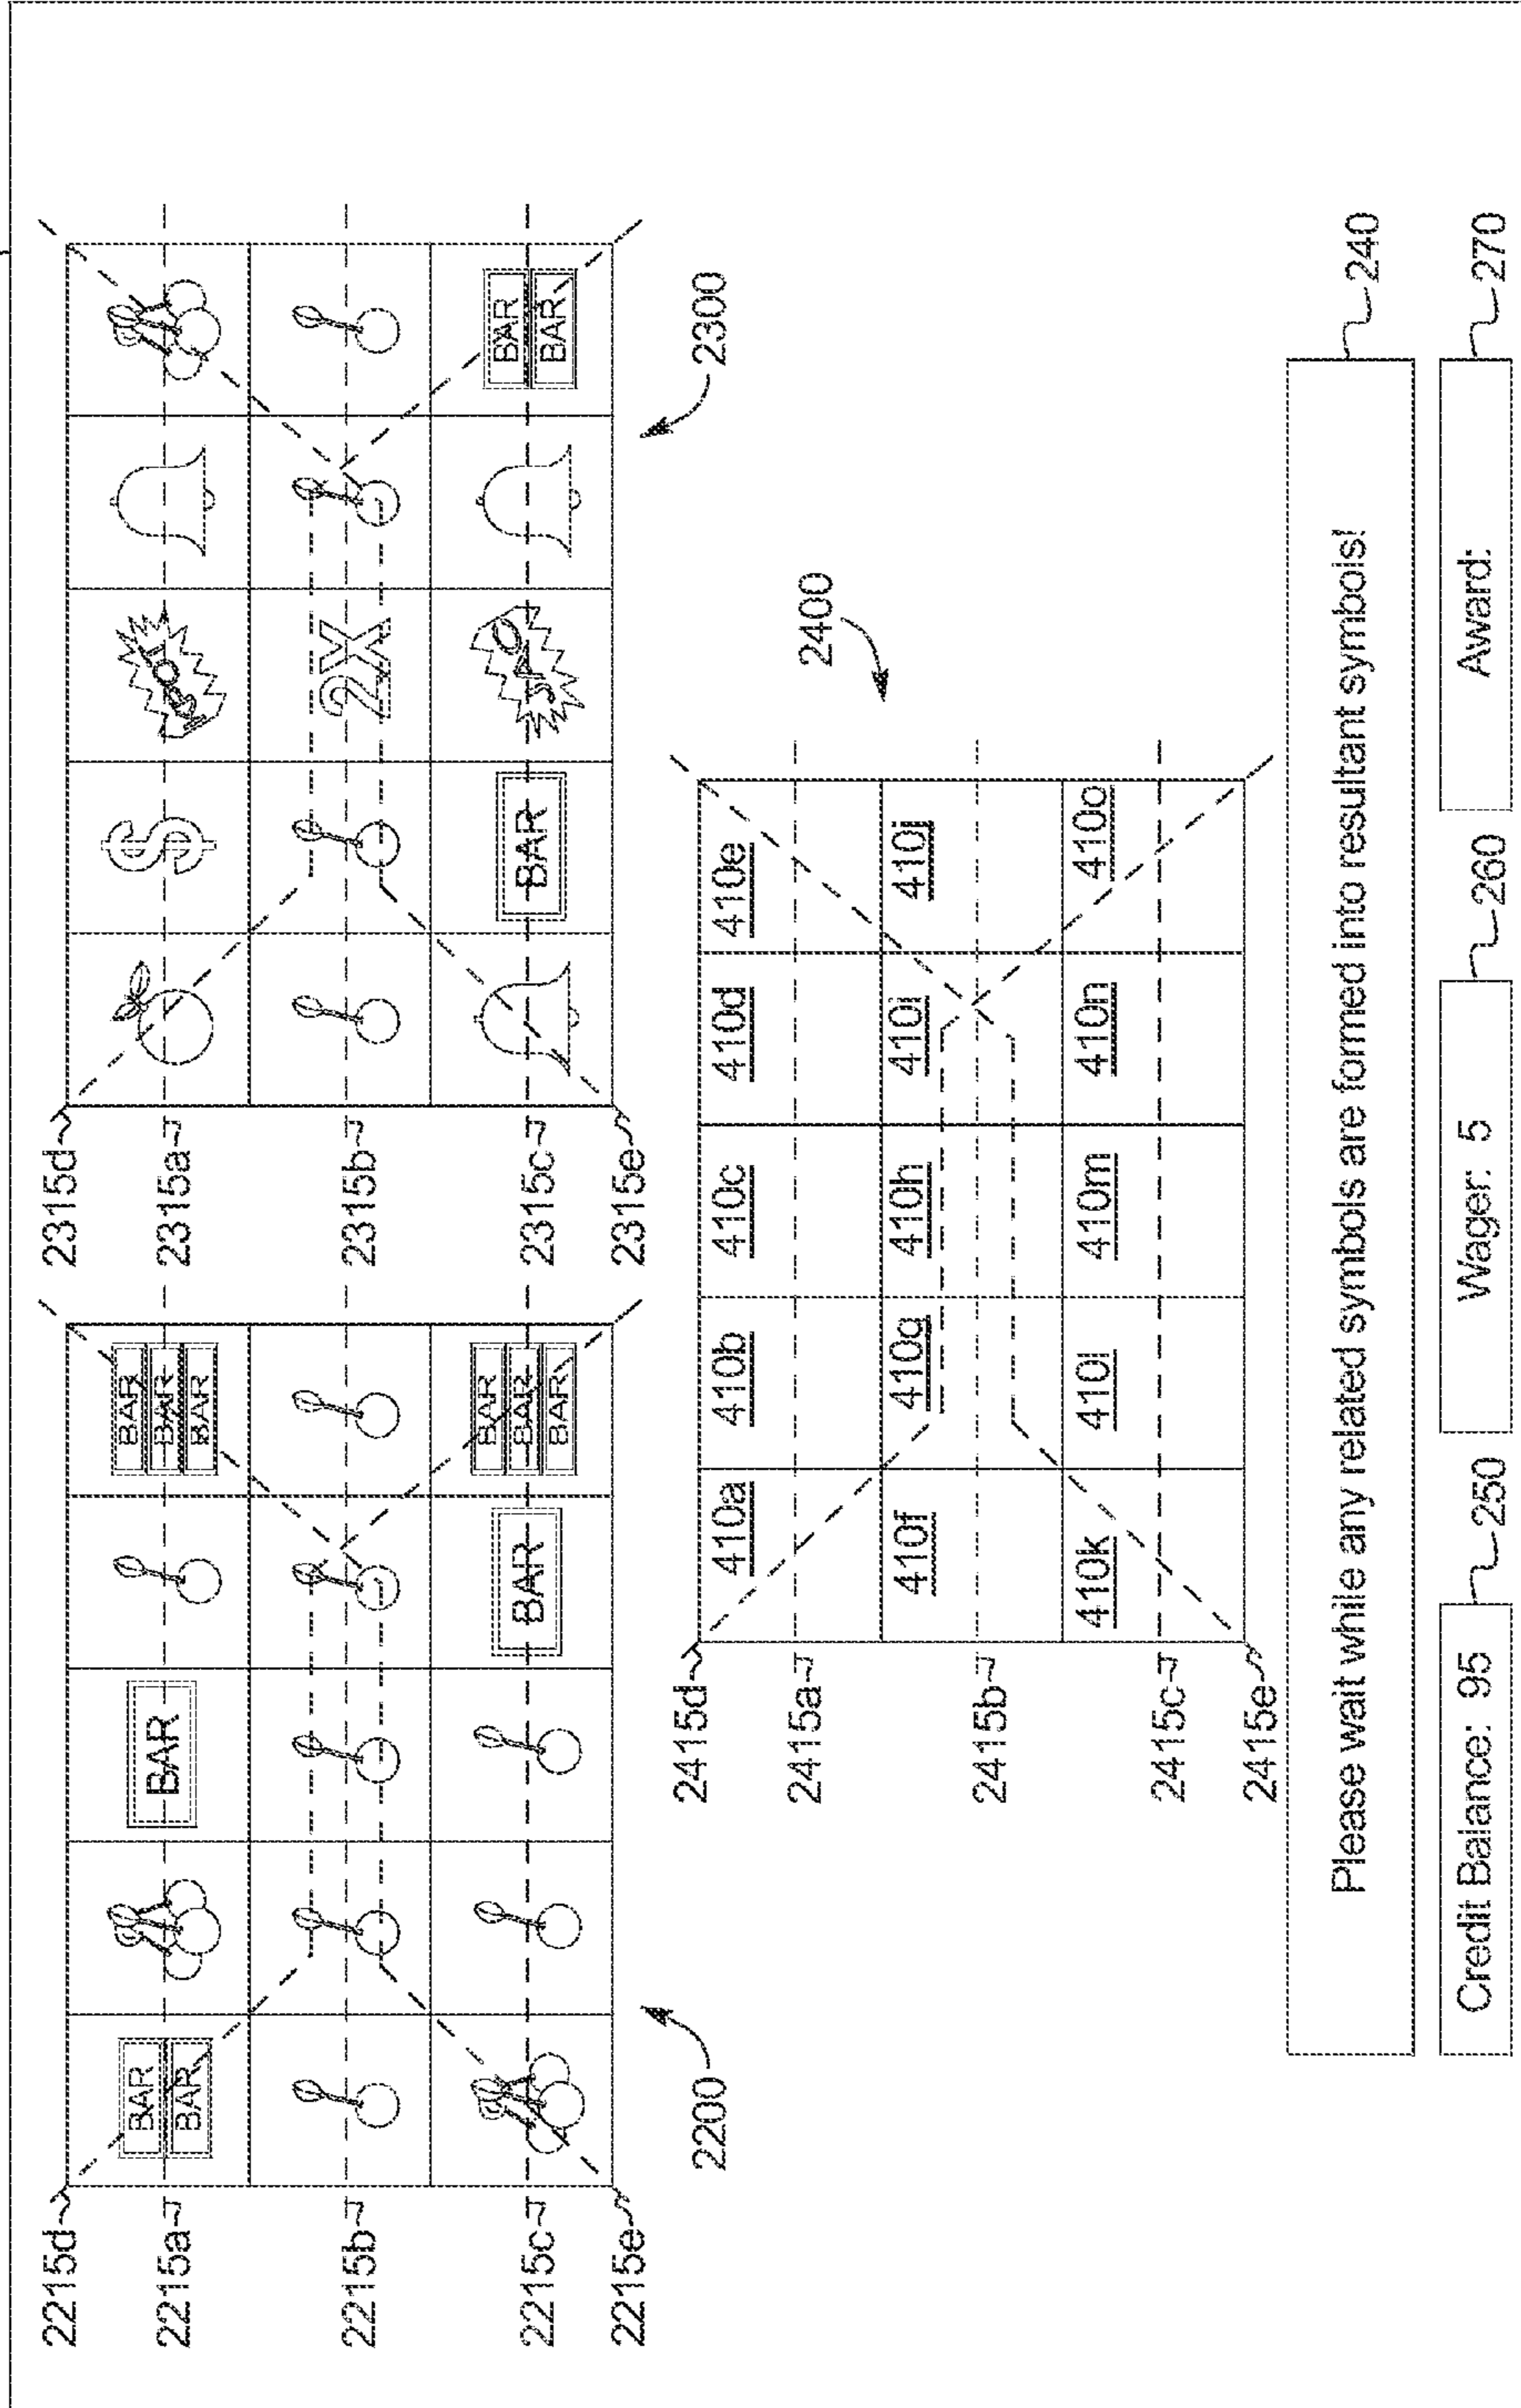 2215d
2215a
BAR
BAR
BAR
BAR
BAR
BAR
2215b
2215c
BAR
BAR
BAR
BAR
2215e
2200
2315d
2315a
$
2315b
2X
2315c
BAR
BAR
BAR
2315e
2300
2400
2415d
410a 410b 410c 410d 410e
2415a
410f 410g 410h 410i 410j
2415b
410k 410l 410m 410n 410o
2415c
2415e
Please wait while any related symbols are formed into resultant symbols!
240
Credit Balance: 95
250
Wager: 5
260
Award:
270